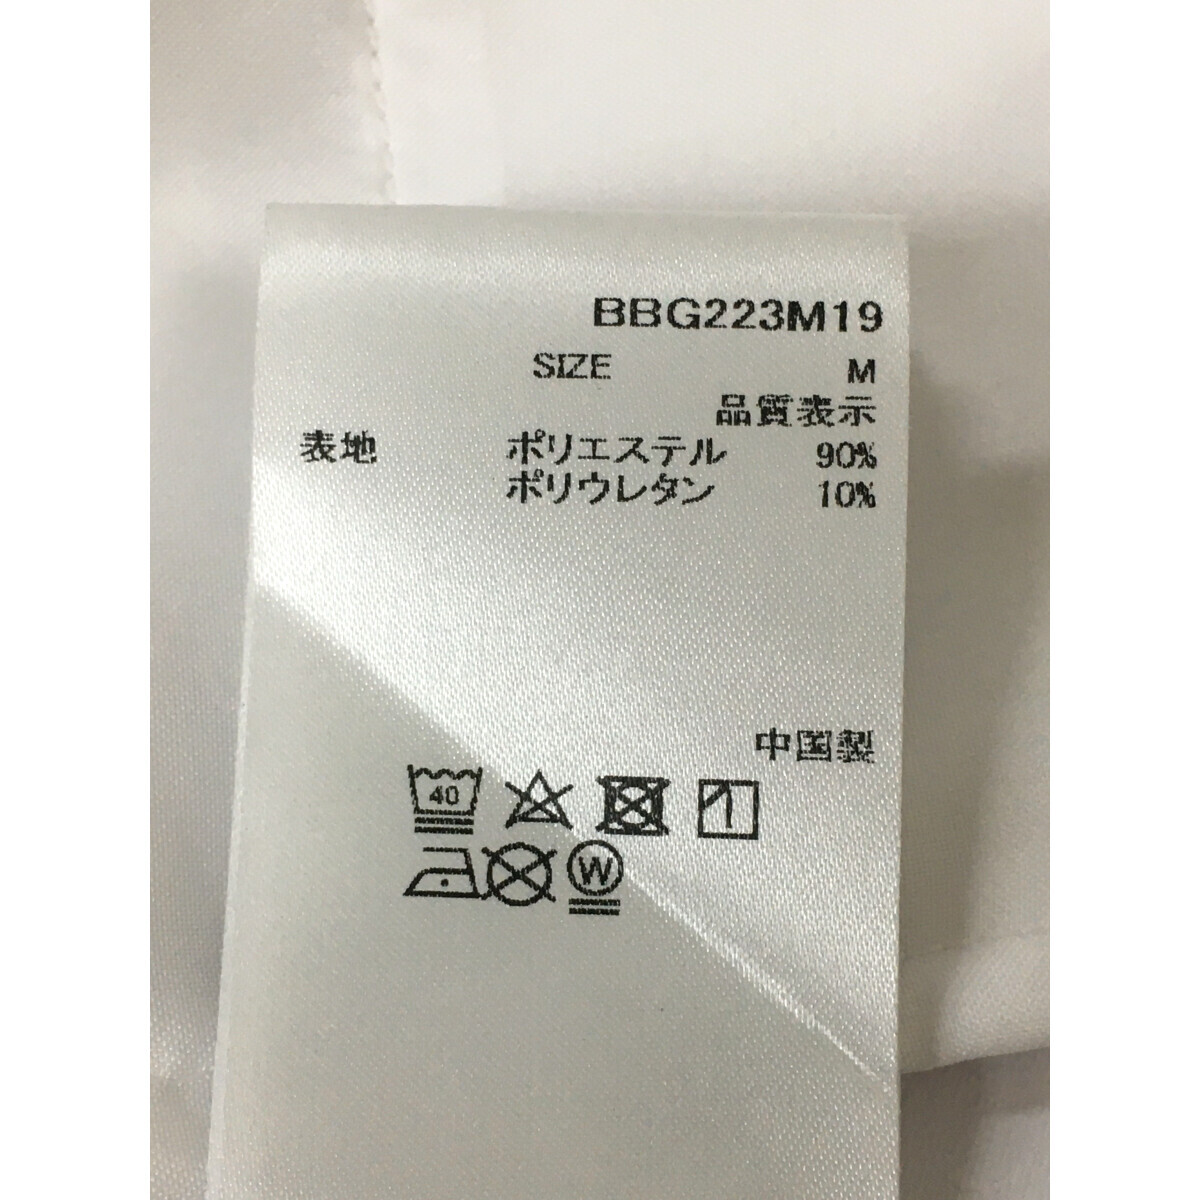 BBG223M19
SIZE M
品質表示
表地 ポリエステル 90%
ポリウレタン 10%
中国製
40
W